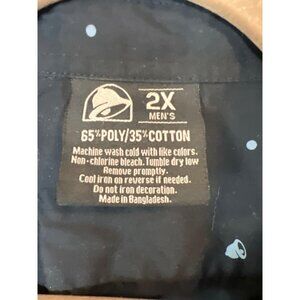 2X
MEN'S
65%POLY/35%COTTON
Machine wash cold with like colors.
Non-chlorine bleach. Tumble dry low
Remove promptly.
Cool iron on reverse if needed.
Do not iron decoration.
Made in Bangladesh.